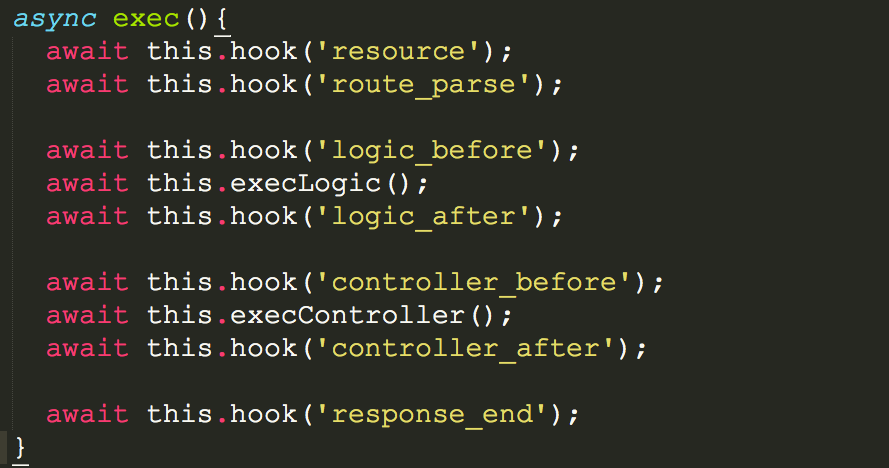 async exec(){
await this.hook('resource');
await this.hook('route_parse');
await this.hook('logic_before');
await this.execLogic();
await this.hook('logic_after');
await this.hook('controller_before');
await this.execController();
await this.hook('controller_after');
await this.hook('response_end');
}